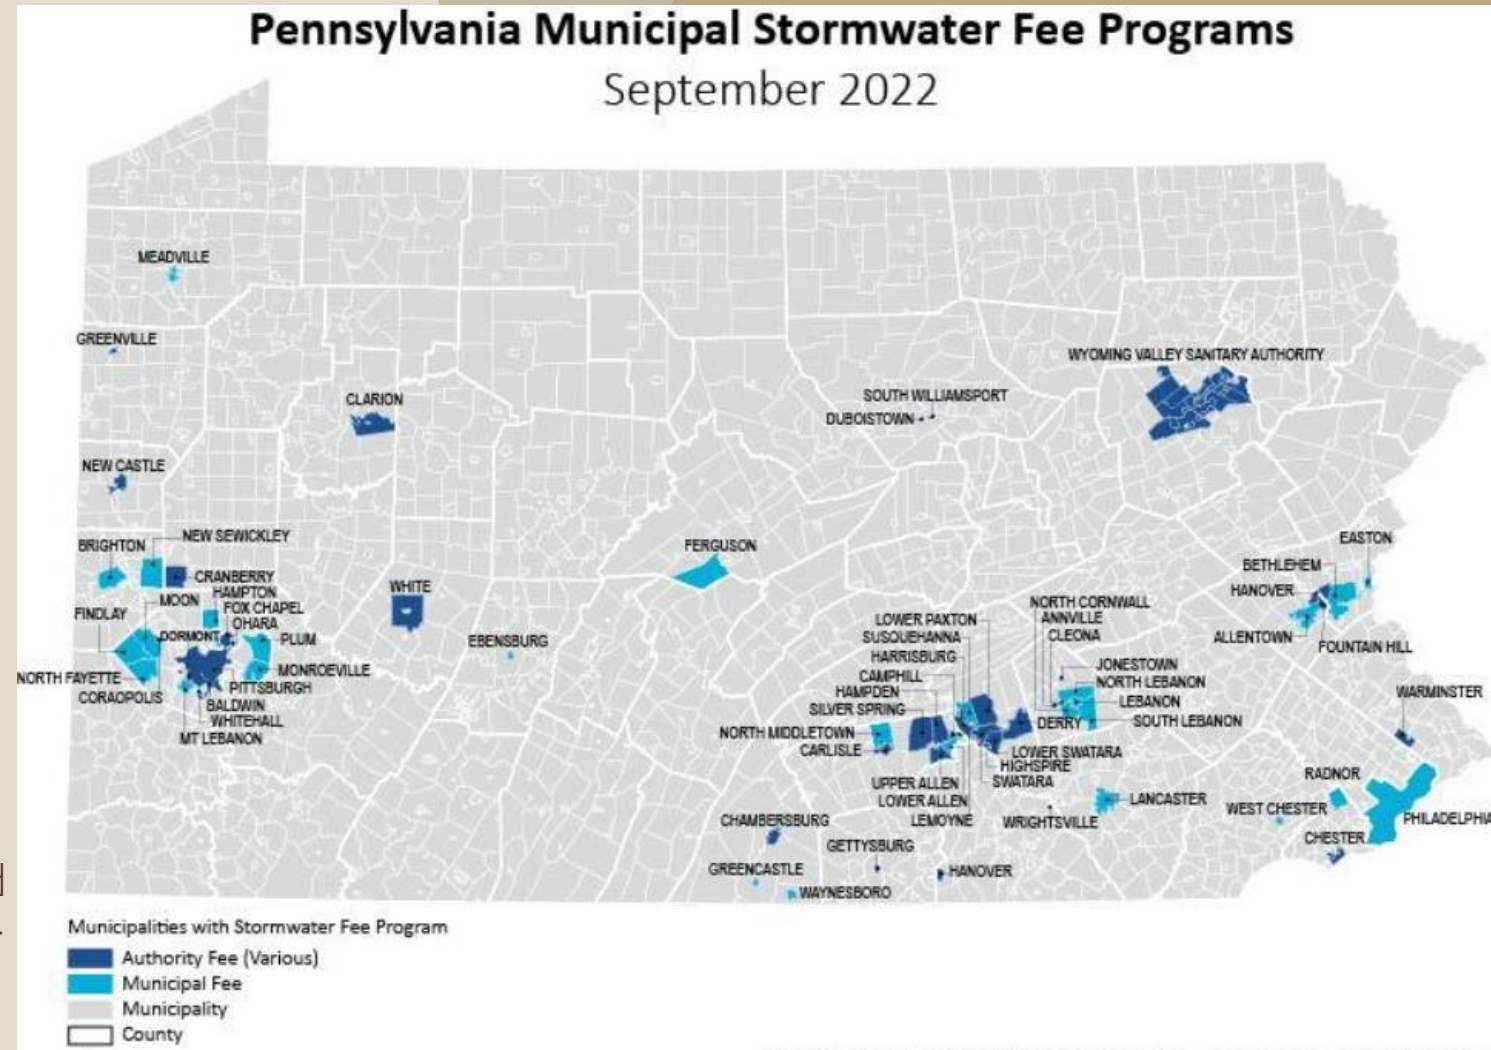 Pennsylvania Municipal Stormwater Fee Programs
September 2022
MEADVILLE
GREENVILLE
WYOMING VALLEY SANITARY AUTHORITY
CLARION
SOUTH WILLIAMSPORT
DUBOISTOWN
NEW CASTLE
NEW SEWICKLEY
BRIGHTON
FERGUSON
EASTON
BETHLEHEM
CRANBERRY
WHITE
HANOVER
HAMPTON
MOON
FOX CHAPEL
FINDLAY
OHARA
NORTH CORNWALL
LOWER PAXTON
ANNVILLE
DORMONT
PLUM
EBENSBURG
SUSQUEHANNA
CLEONA
ALLENTOWN
FOUNTAIN HILL
HARRISBURG
JONESTOWN
NORTH FAYETTE
MONROEVILLE
CAMPHILL
NORTH LEBANON
PITTSBURGH
HAMPDEN
WARMINSTER
CORAOPOLIS
BALDWIN
SILVER SPRING
LEBANON
WHITEHALL
DERRY
SOUTH LEBANON
MT LEBANON
NORTH MIDDLETOWN
CARLISLE
LOWER SWATARA
HIGHSPIRE
RADNOR
UPPER ALLEN
SWATARA
LOWER ALLEN
LANCASTER
WEST CHESTER
CHAMBERSBURG
LEMOYNE
WRIGHTSVILLE
PHILADELPHIA
GETTYSBURG
CHESTER
GREENCASTLE
HANOVER
WAYNESBORO
Municipalities with Stormwater Fee Program
Authority Fee (Various)
Municipal Fee
Municipality
County